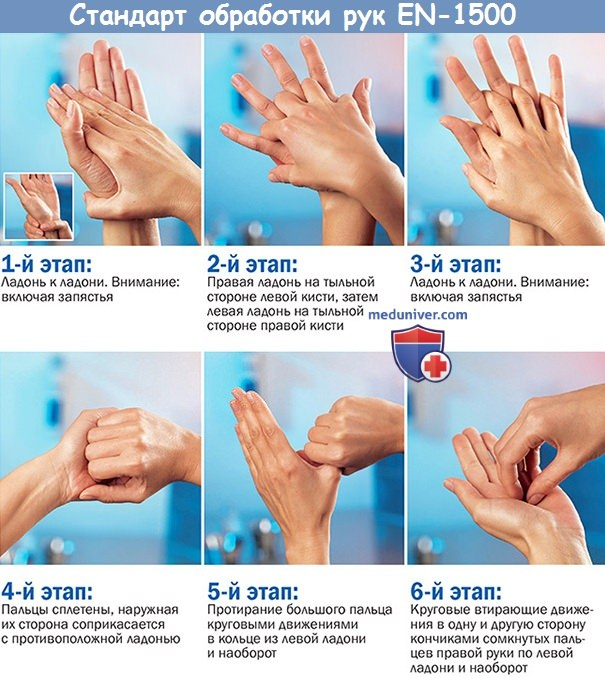 Стандарт обработки рук EN-1500
1-й этап:
Ладонь к ладони. Внимание:
включая запястья
2-й этап:
Правая ладонь на тыльной
стороне левой кисти, затем
левая ладонь на тыльной
стороне правой кисти
3-й этап:
Ладонь к ладони. Внимание:
включая запястья
meduniver.com
4-й этап:
Пальцы сплетены, наружная
их сторона соприкасается
с противоположной ладонью
5-й этап:
Протирание большого пальца
круговыми движениями
в кольце из левой ладони
и наоборот
6-й этап:
Круговые втирающие движе-
ния в одну и другую сторону
кончиками сомкнутых паль-
цев правой руки по левой
ладони и наоборот